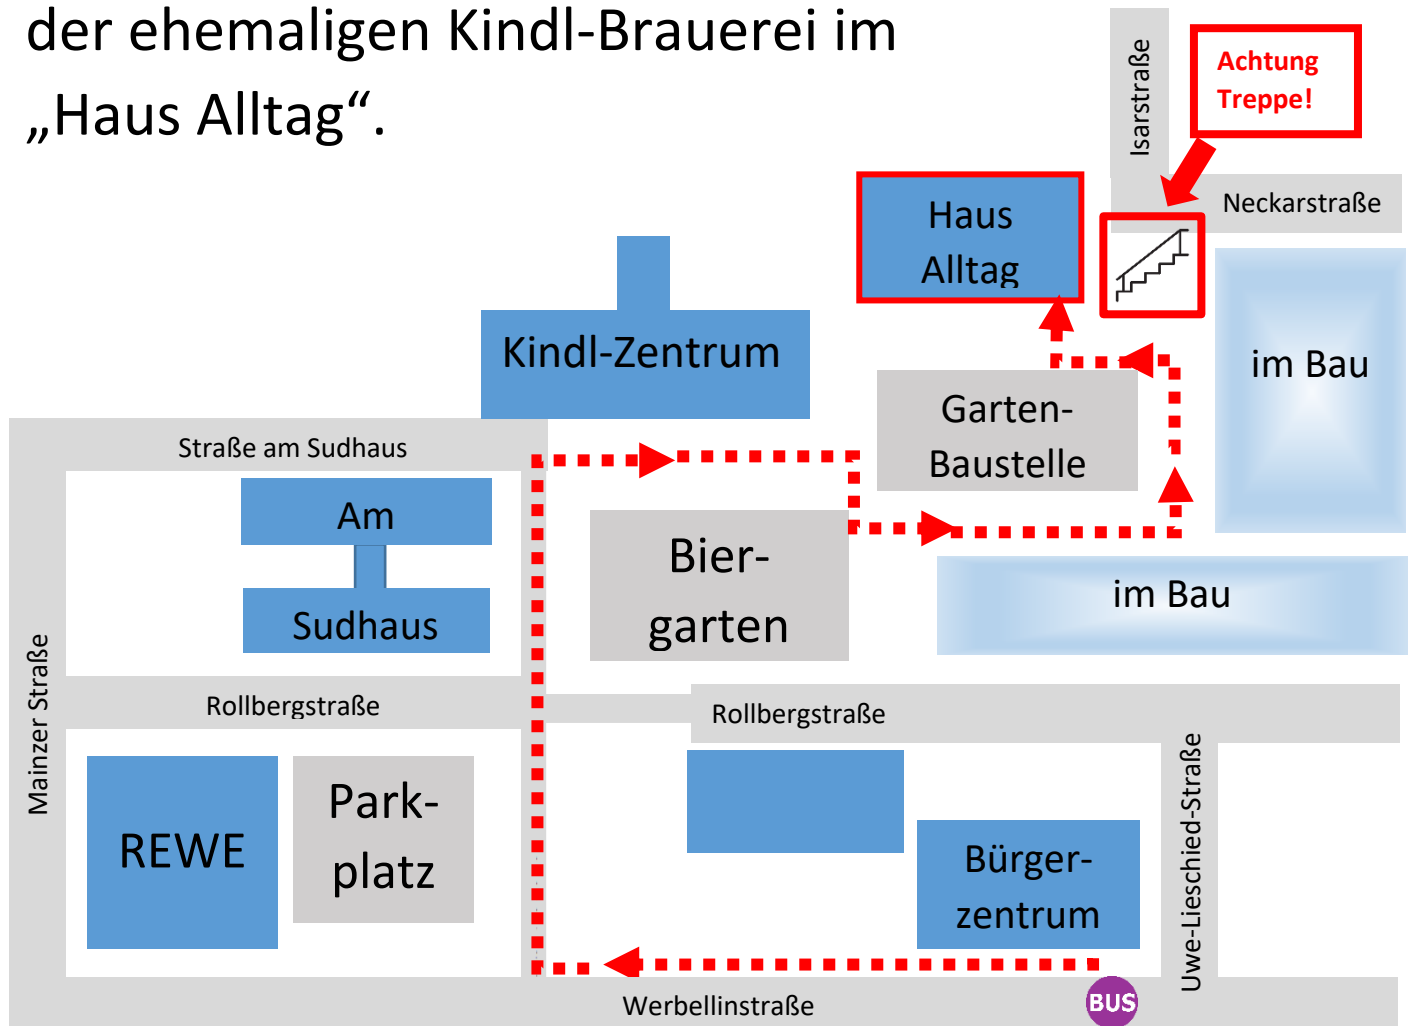 der ehemaligen Kindl-Brauerei im
„Haus Alltag“.
Isarstraße
Achtung
Treppe!
Neckarstraße
Haus
Alltag
Kindl-Zentrum
im Bau
Garten-
Baustelle
Straße am Sudhaus
Am
Sudhaus
Bier-
garten
im Bau
Mainzer Straße
Rollbergstraße
Rollbergstraße
REWE
Park-
platz
Bürger-
zentrum
Uwe-Lieschied-Straße
BUS
Werbellinstraße